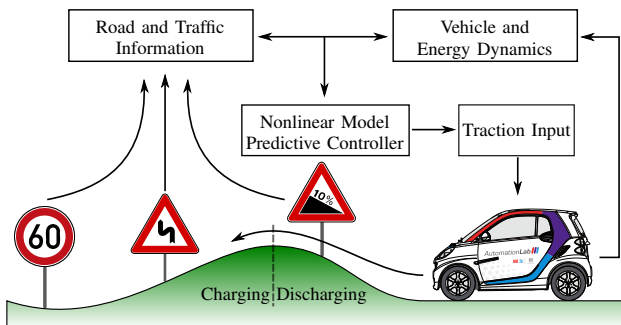 Road and Traffic
Information
Vehicle and
Energy Dynamics
Nonlinear Model
Predictive Controller
Traction Input
10%
60
AutomationLab
Charging
Discharging